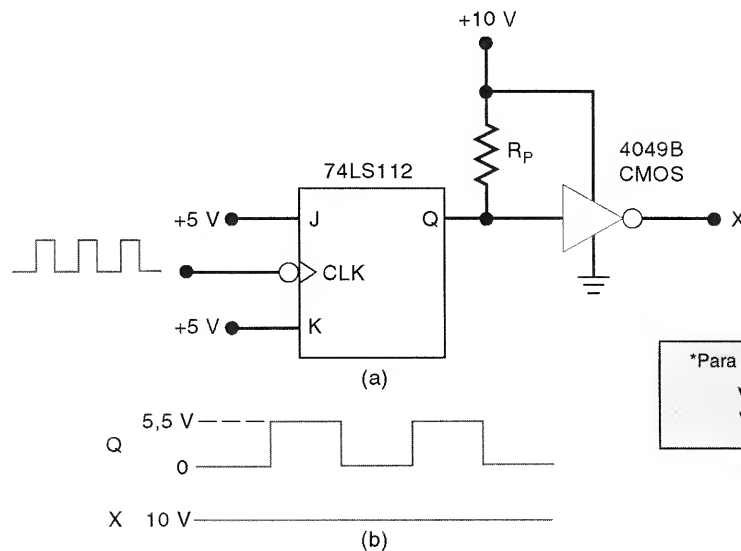 +10 V
R_P
4049B
CMOS
74LS112
+5 V
J
Q
X
CLK
+5 V
K
(a)
*Para
5,5 V
Q
0
X 10 V
(b)